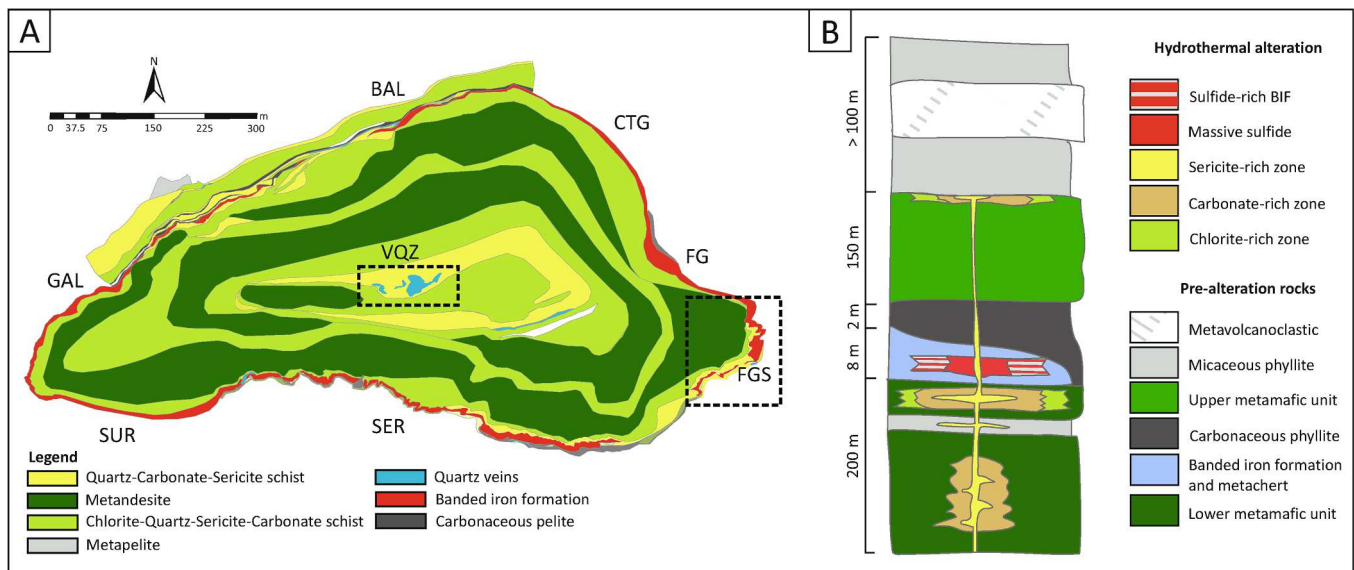 A
N
0 37.5 75 150 225 300 m
BAL
CTG
VQZ
FG
GAL
FGS
SUR
SER
Legend
Quartz-Carbonate-Sericite schist
Metandesite
Chlorite-Quartz-Sericite-Carbonate schist
Metapelite
Quartz veins
Banded iron formation
Carbonaceous pelite
B
> 100 m
150 m
2 m
8 m
200 m
Hydrothermal alteration
Sulfide-rich BIF
Massive sulfide
Sericite-rich zone
Carbonate-rich zone
Chlorite-rich zone
Pre-alteration rocks
Metavolcanoclastic
Micaceous phyllite
Upper metamafic unit
Carbonaceous phyllite
Banded iron formation
and metachert
Lower metamafic unit